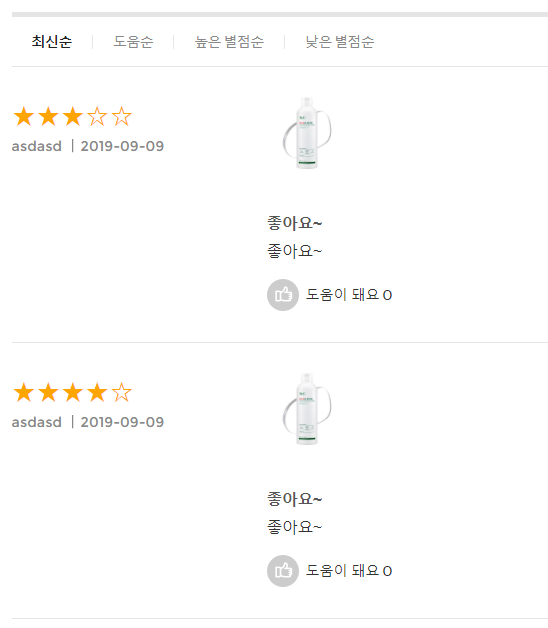 최신순 도움순 높은 별점순 낮은 별점순
asdasd | 2019-09-09
좋아요~
좋아요~
도움이 돼요 0
asdasd | 2019-09-09
좋아요~
좋아요~
도움이 돼요 0